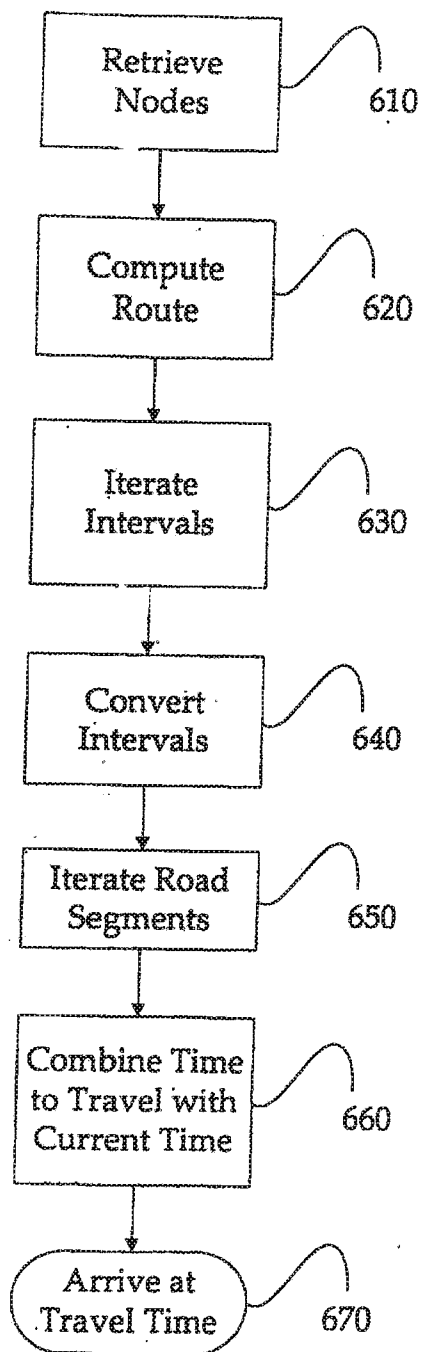 Retrieve
Nodes
610
Compute
Route
620
Iterate
Intervals
630
Convert
Intervals
640
Iterate Road
Segments
650
Combine Time
to Travel with
Current Time
660
Arrive at
Travel Time
670